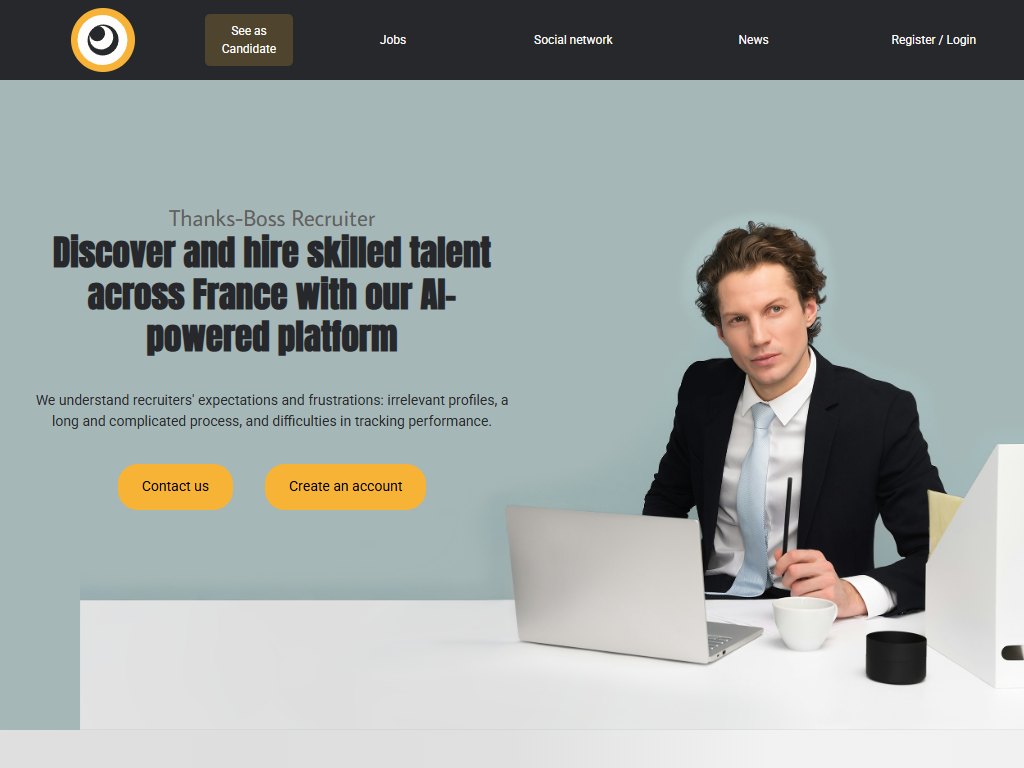 See as
Candidate
Jobs
Social network
News
Register / Login
Thanks-Boss Recruiter
Discover and hire skilled talent
across France with our AI-
powered platform
We understand recruiters' expectations and frustrations: irrelevant profiles, a
long and complicated process, and difficulties in tracking performance.
Contact us
Create an account